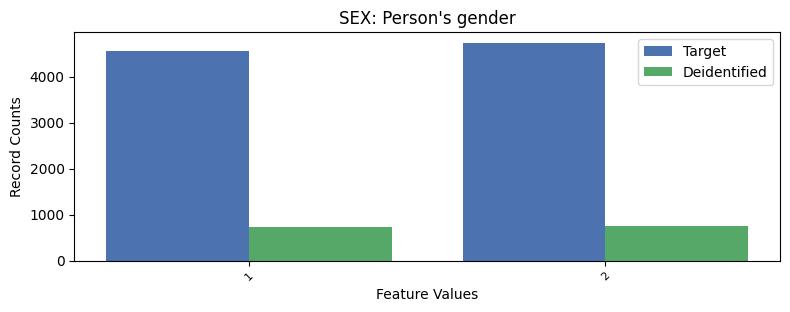 SEX: Person's gender
Target
Deidentified
Record Counts
4000
3000
2000
1000
0
1
2
Feature Values